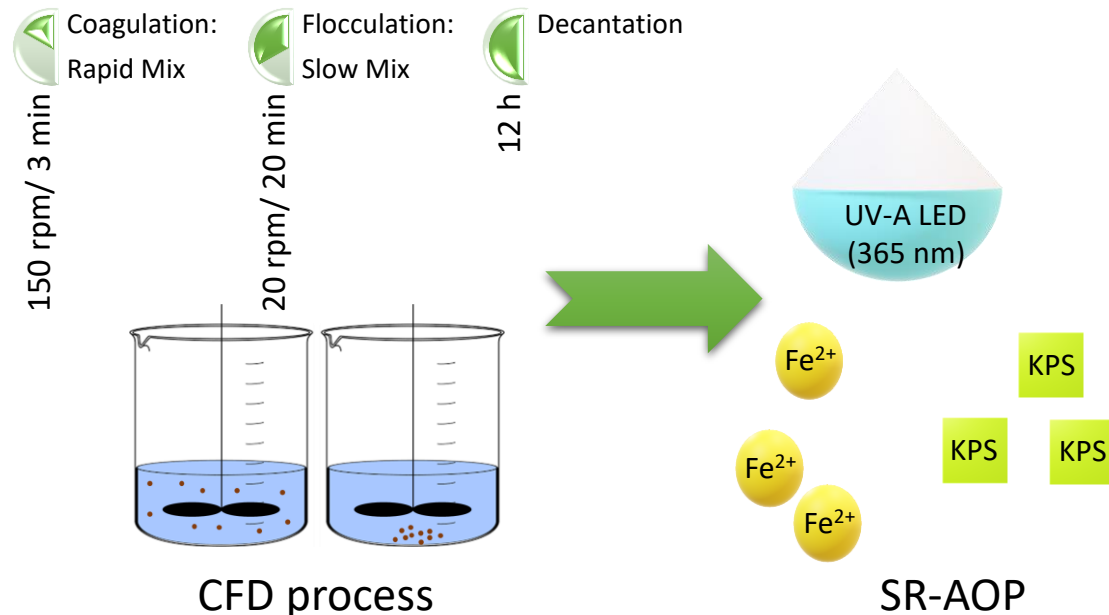 Coagulation:
Rapid Mix
150 rpm/ 3 min
Flocculation:
Slow Mix
20 rpm/ 20 min
Decantation
12 h
UV-A LED
(365 nm)
Fe²⁺
KPS
Fe²⁺
KPS
KPS
Fe²⁺
CFD process
SR-AOP